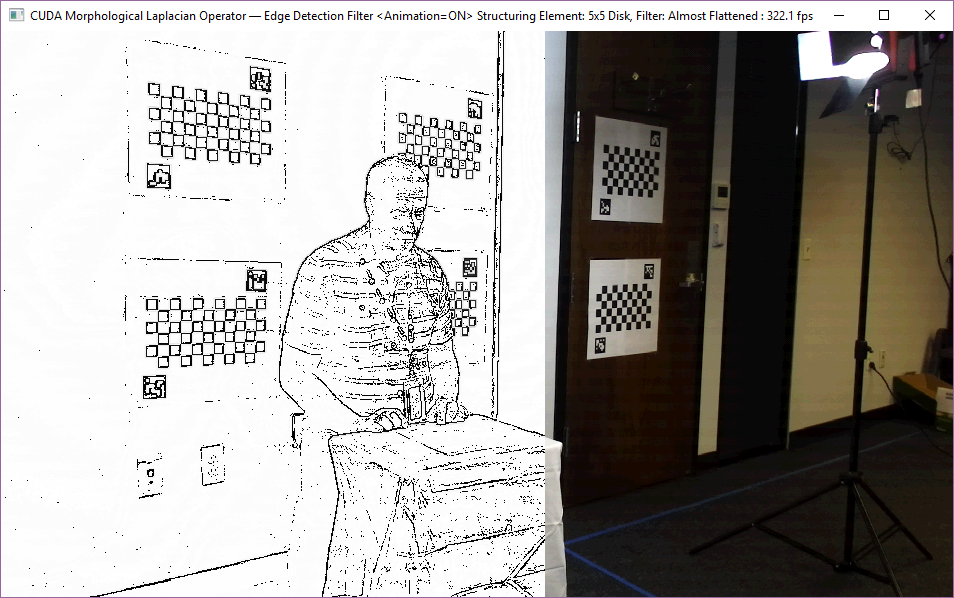 CUDA Morphological Laplacian Operator — Edge Detection Filter <Animation=ON> Structuring Element: 5x5 Disk, Filter: Almost Flattened : 322.1 fps